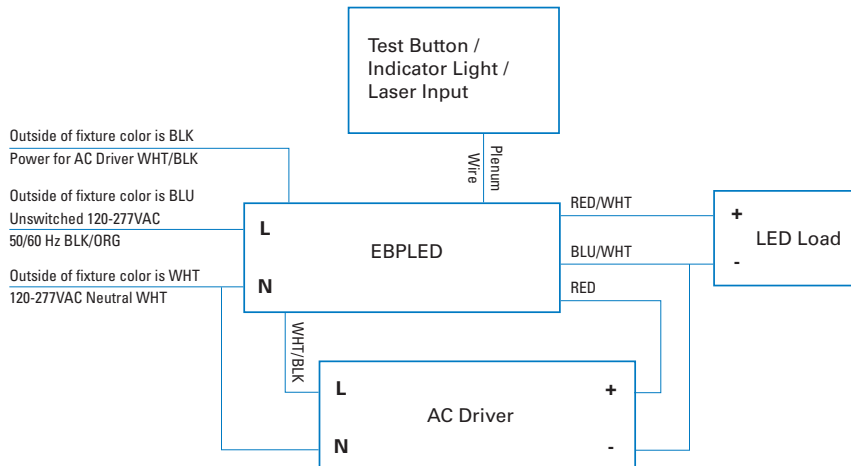 Test Button /
Indicator Light /
Laser Input
Outside of fixture color is BLK
Power for AC Driver WHT/BLK
Plenum
Wire
Outside of fixture color is BLU
Unswitched 120-277VAC
50/60 Hz BLK/ORG
L
EBPLED
RED/WHT
BLU/WHT
RED
+
LED Load
-
Outside of fixture color is WHT
120-277VAC Neutral WHT
N
WHT/BLK
L
+
AC Driver
N
-